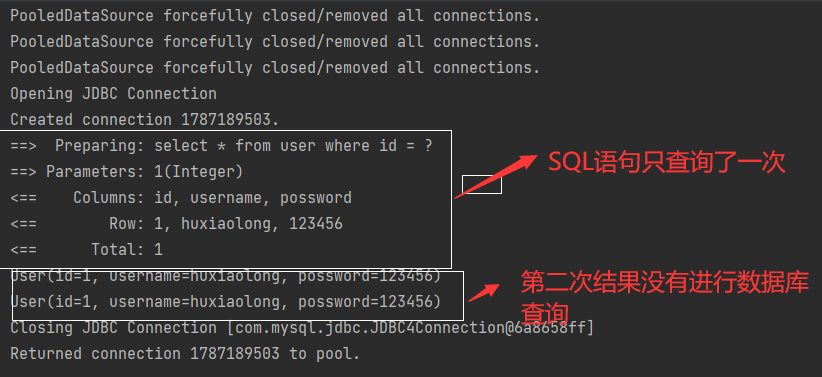 PooledDataSource forcefully closed/removed all connections.
PooledDataSource forcefully closed/removed all connections.
PooledDataSource forcefully closed/removed all connections.
Opening JDBC Connection
Created connection 1787189503.
==>  Preparing: select * from user where id = ?
==> Parameters: 1(Integer)
SQL语句只查询了一次
<==    Columns: id, username, possword
<==        Row: 1, huxiaolong, 123456
<==      Total: 1
User(id=1, username=huxiaolong, possword=123456)
User(id=1, username=huxiaolong, possword=123456)
第二次结果没有进行数据库
查询
Closing JDBC Connection [com.mysql.jdbc.JDBC4Connection@6a8658ff]
Returned connection 1787189503 to pool.